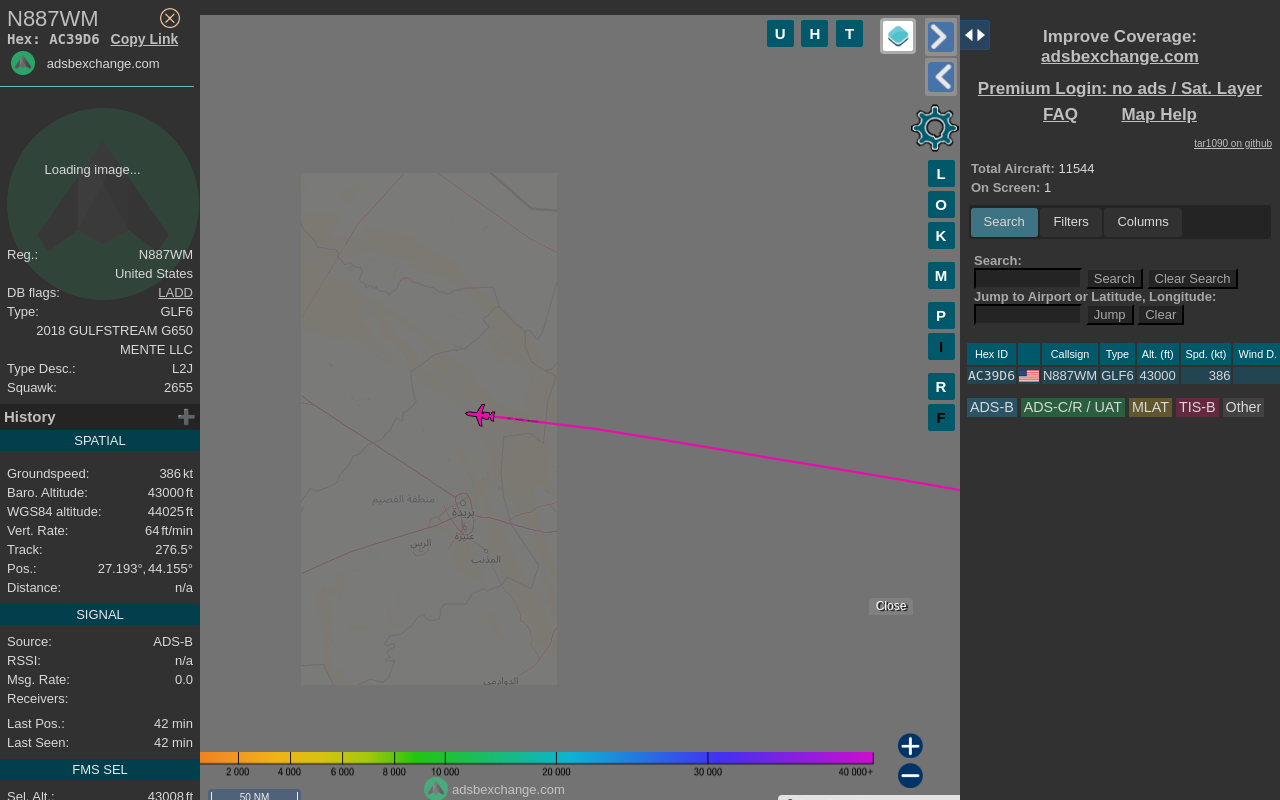 N887WM
Hex: AC39D6 Copy Link
adsbexchange.com
Loading image...
Reg.: N887WM
United States
DB flags: LADD
Type: GLF6
2018 GULFSTREAM G650
MENTE LLC
Type Desc.: L2J
Squawk: 2655
History
SPATIAL
Groundspeed: 386 kt
Baro. Altitude: 43000 ft
WGS84 altitude: 44025 ft
Vert. Rate: 64 ft/min
Track: 276.5°
Pos.: 27.193°, 44.155°
Distance: n/a
SIGNAL
Source: ADS-B
RSSI: n/a
Msg. Rate: 0.0
Receivers:
Last Pos.: 42 min
Last Seen: 42 min
FMS SEL
Sel. Alt.: 43008 ft
U H T
L
O
K
M
P
I
R
F
منطقة القصيم
بريدة
عنيزة
الرس
المذنب
الدوادمي
Close
2 000 4 000 6 000 8 000 10 000 20 000 30 000 40 000+
50 NM
adsbexchange.com
Improve Coverage:
adsbexchange.com
Premium Login: no ads / Sat. Layer
FAQ Map Help
tar1090 on github
Total Aircraft: 11544
On Screen: 1
Search Filters Columns
Search:
Search Clear Search
Jump to Airport or Latitude, Longitude:
Jump Clear
Hex ID Callsign Type Alt. (ft) Spd. (kt) Wind D.
AC39D6 N887WM GLF6 43000 386
ADS-B ADS-C/R / UAT MLAT TIS-B Other